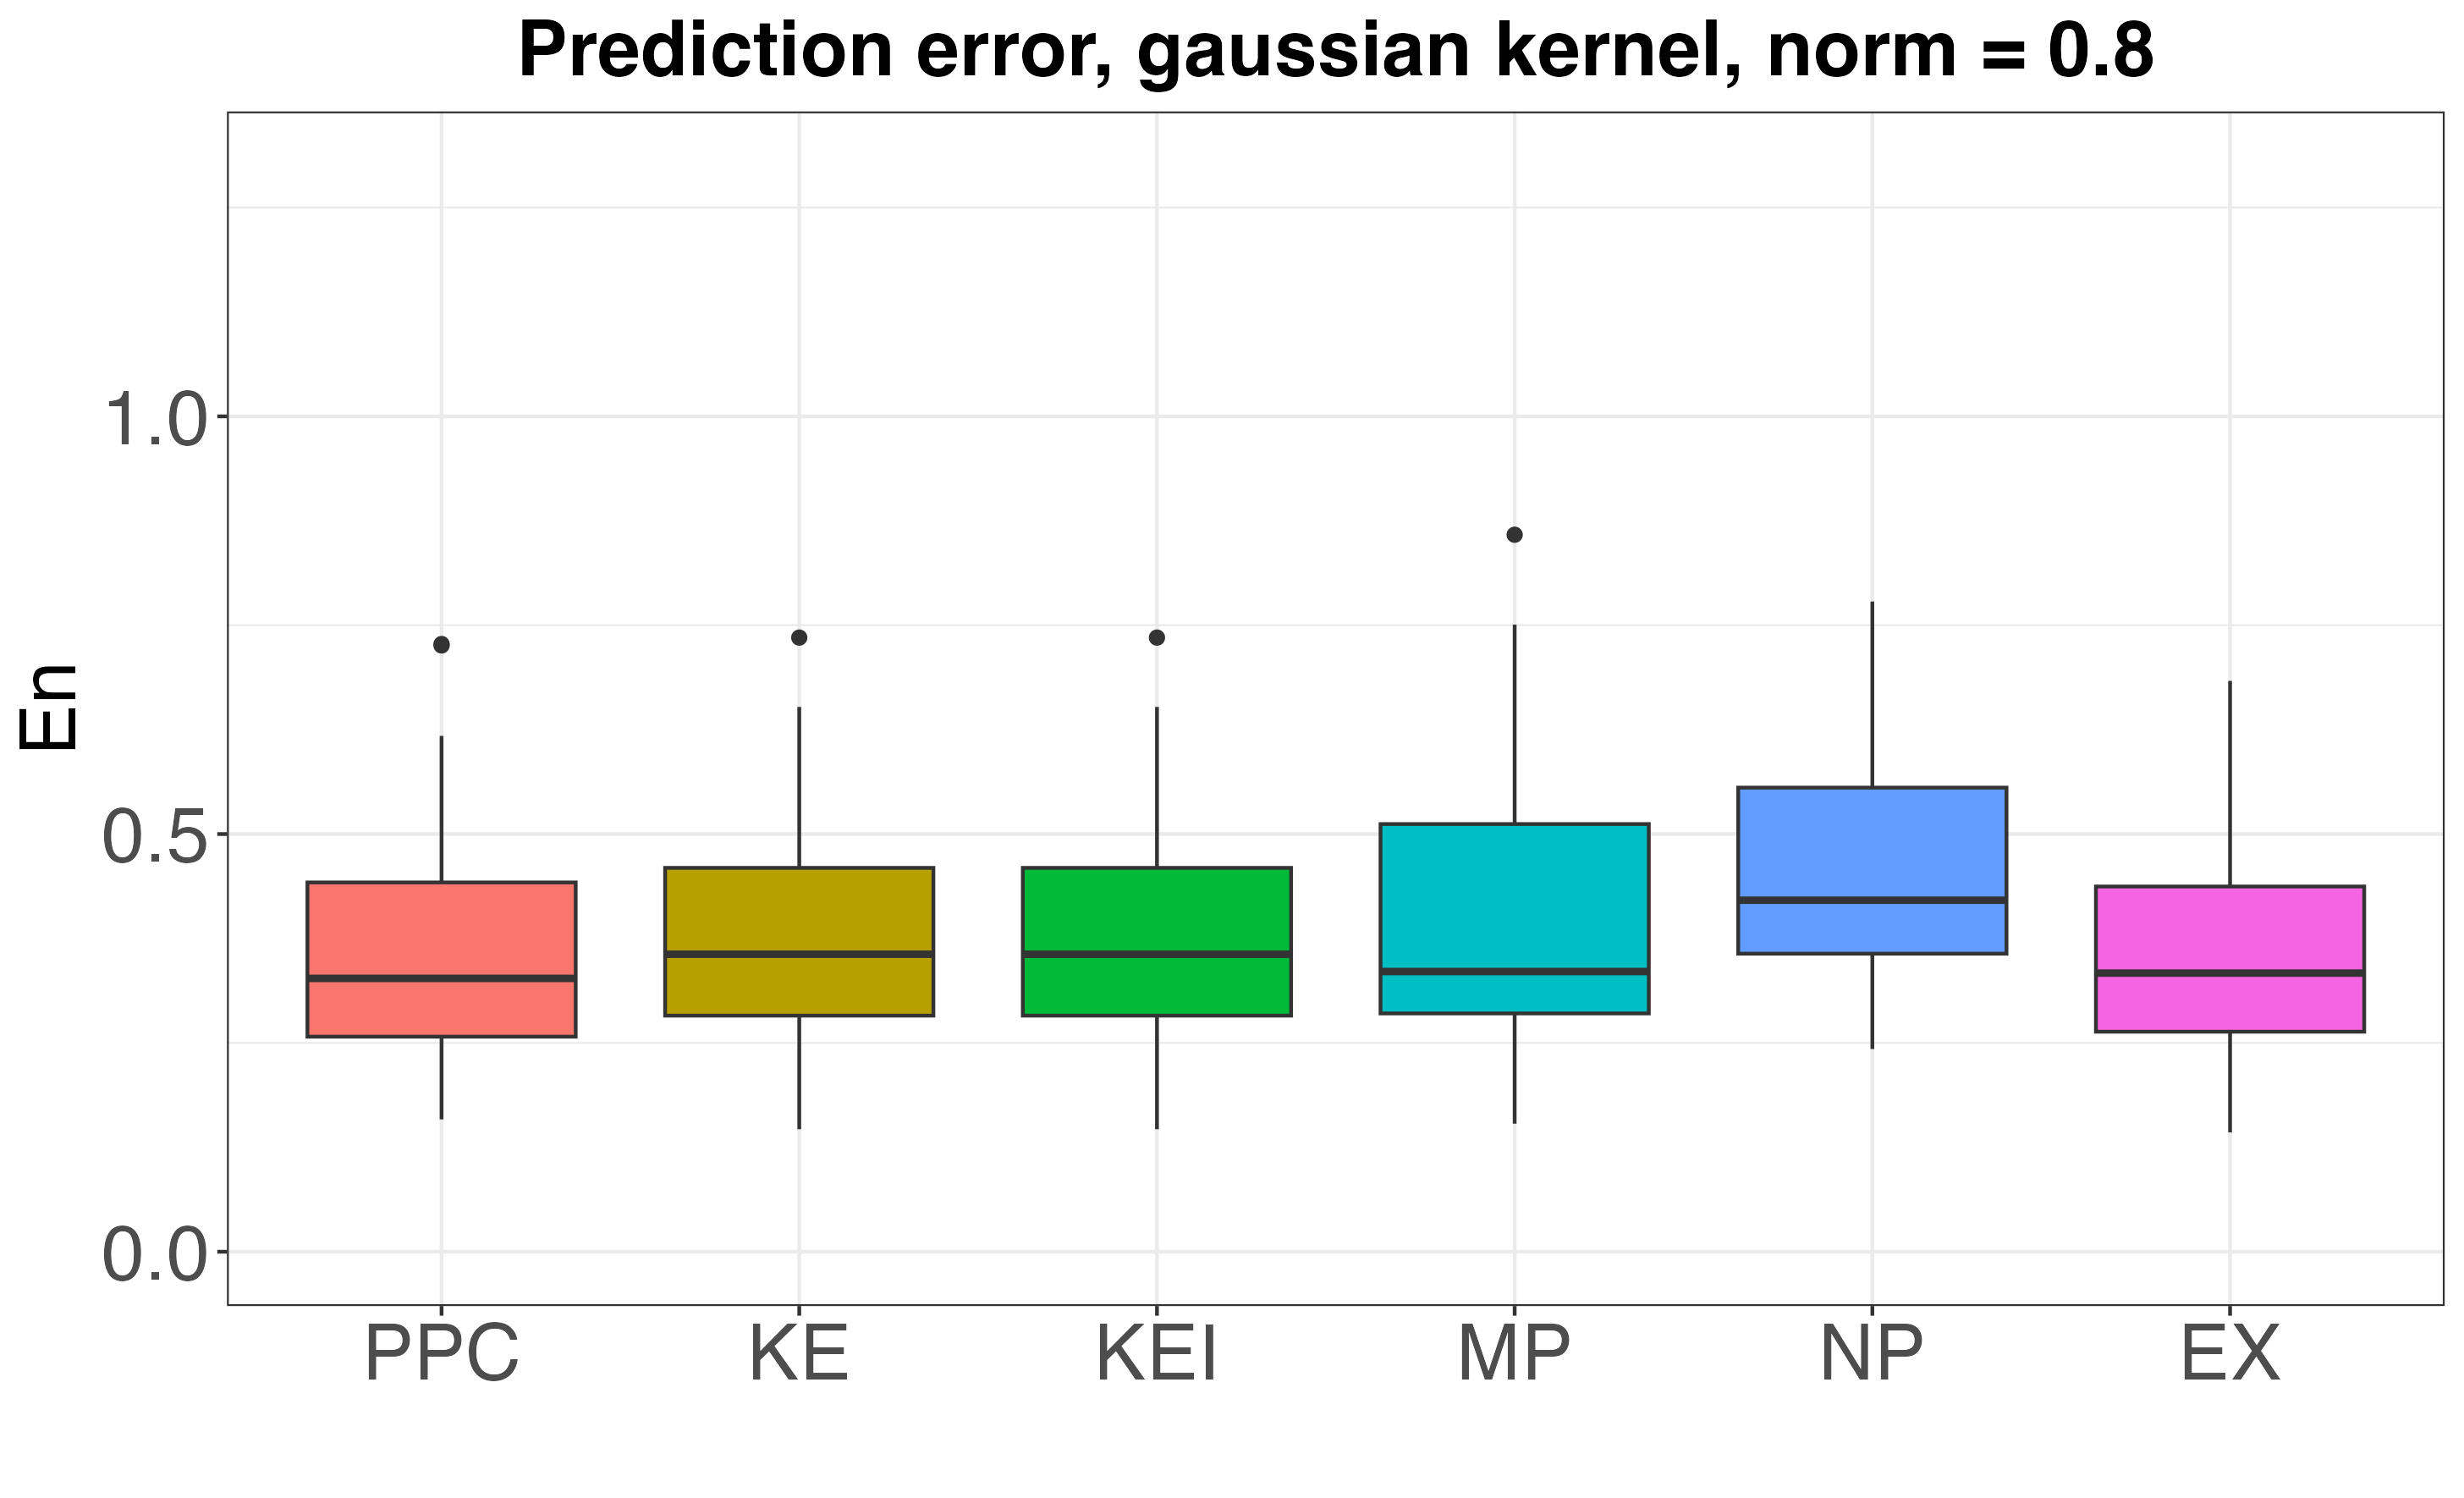 Prediction error, gaussian kernel, norm = 0.8
En
1.0
0.5
0.0
PPC KE KEI MP NP EX